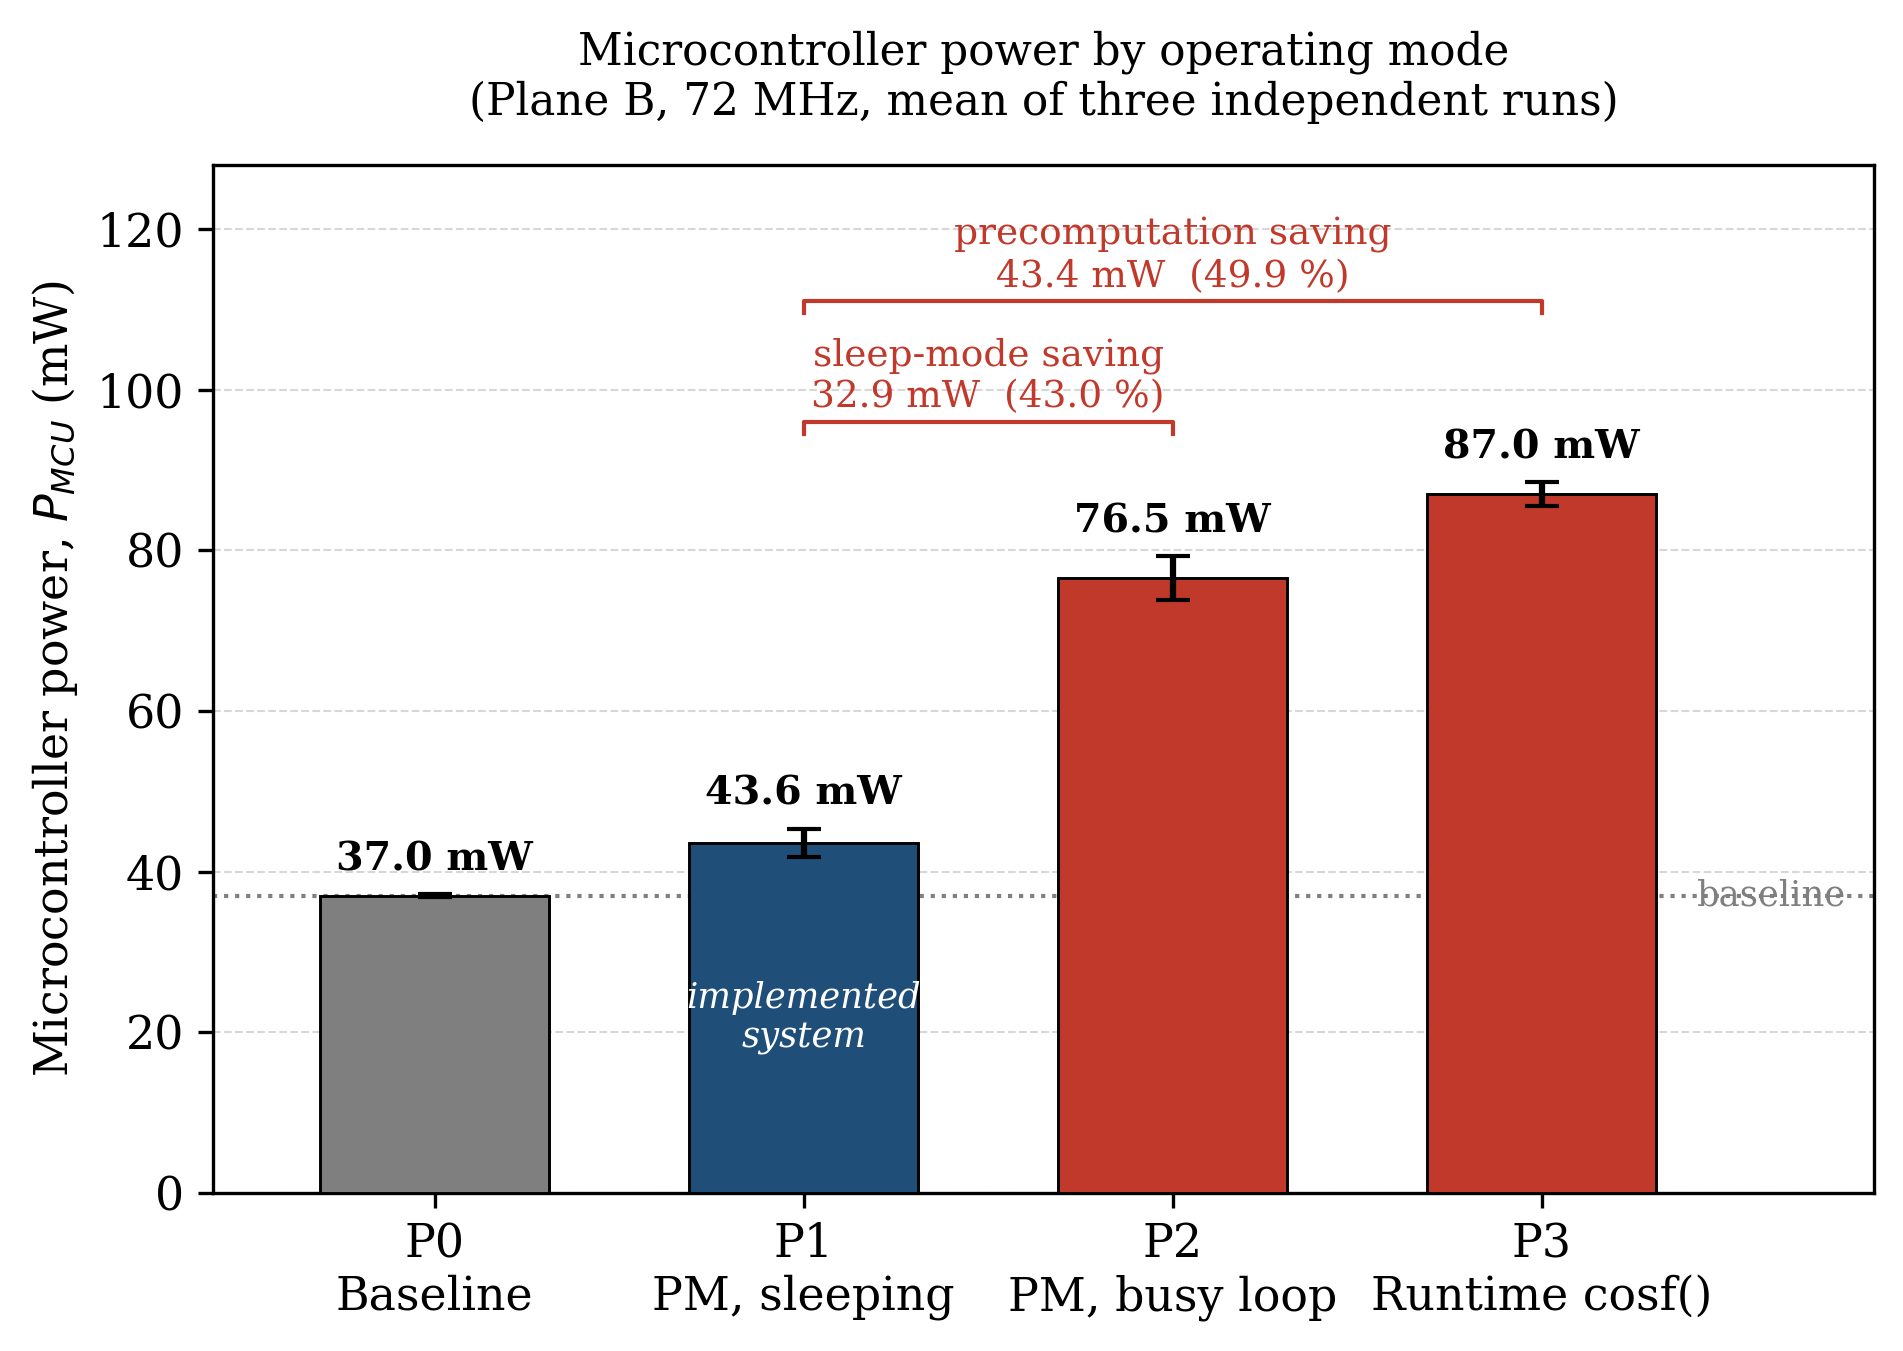 Microcontroller power by operating mode
(Plane B, 72 MHz, mean of three independent runs)
Microcontroller power, P_MCU (mW)
120
100
80
60
40
20
0
precomputation saving
43.4 mW (49.9 %)
sleep-mode saving
32.9 mW (43.0 %)
37.0 mW
43.6 mW
76.5 mW
87.0 mW
baseline
implemented
system
P0
Baseline
P1
PM, sleeping
P2
PM, busy loop
P3
Runtime cosf()